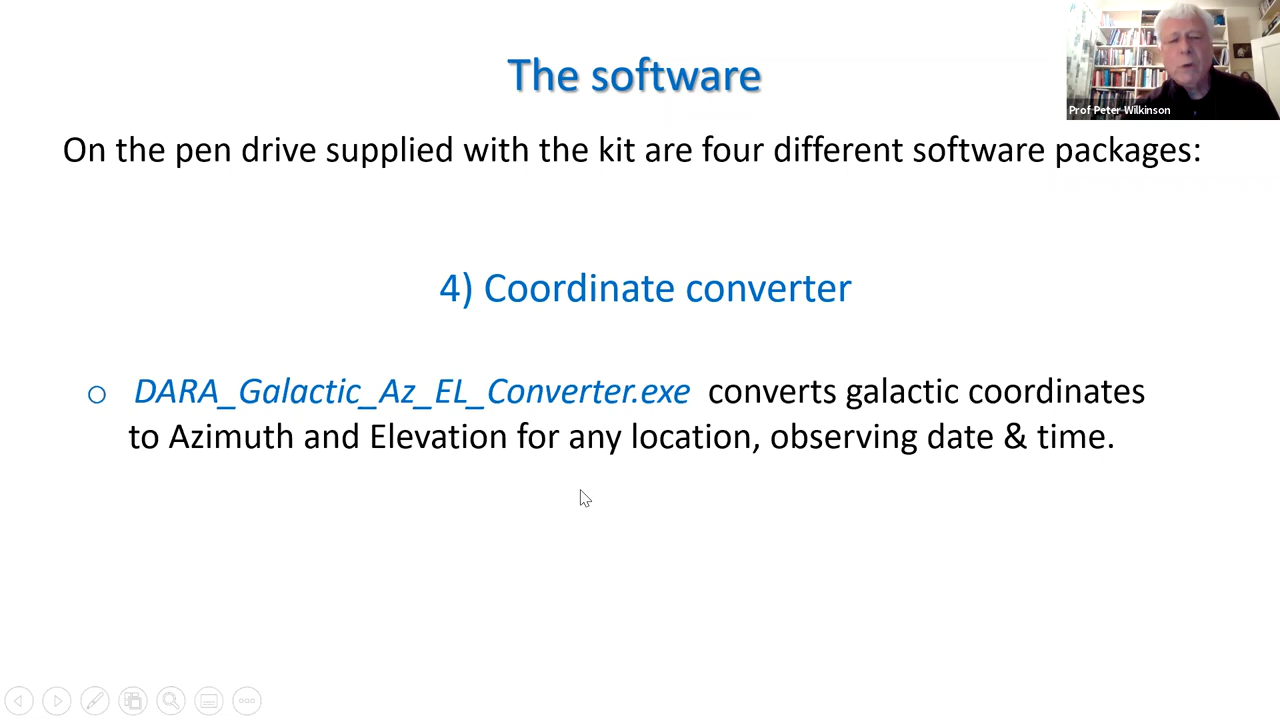 The software
Prof Peter Wilkinson
On the pen drive supplied with the kit are four different software packages:
4) Coordinate converter
o DARA_Galactic_Az_EL_Converter.exe converts galactic coordinates
to Azimuth and Elevation for any location, observing date & time.